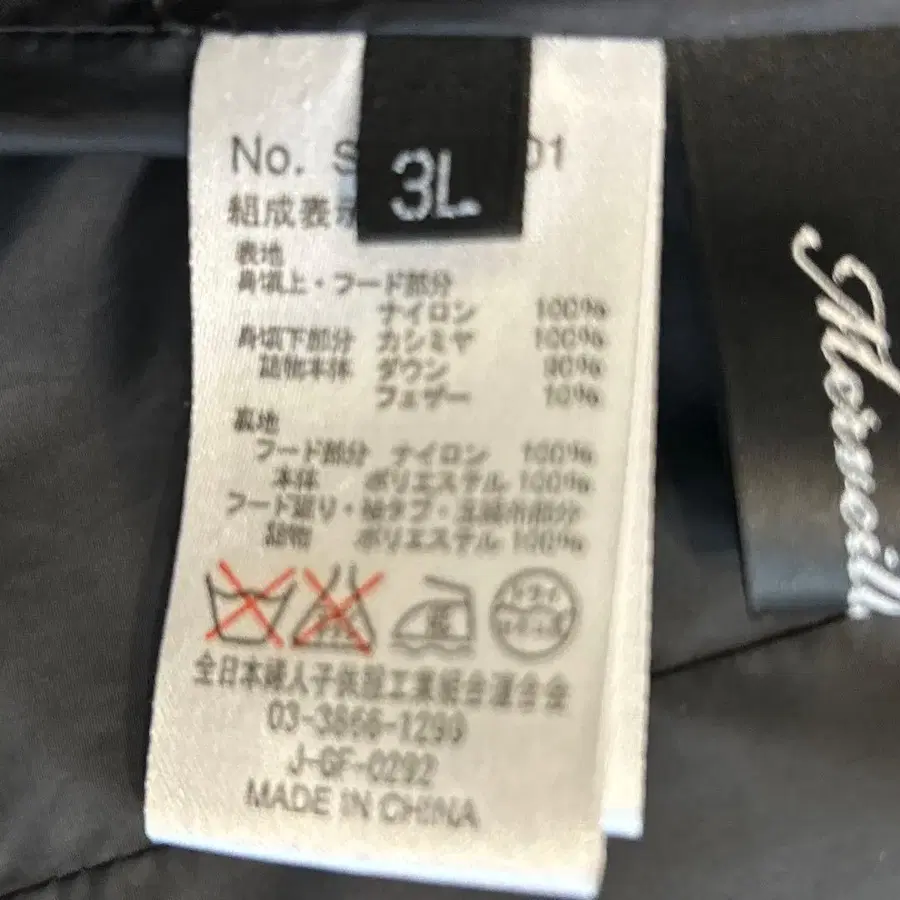 No. S 01
3L
組成表示
表地
身頃上・フード部分
ナイロン 100%
身頃下部分 カシミヤ 100%
詰物本体 ダウン 90%
フェザー 10%
裏地
フード部分 ナイロン 100%
本体 ポリエステル 100%
詰物 ポリエステル 100%
ドライ
全日本婦人子供服工業組合連合会
03-3866-1299
J-GF-0292
MADE IN CHINA